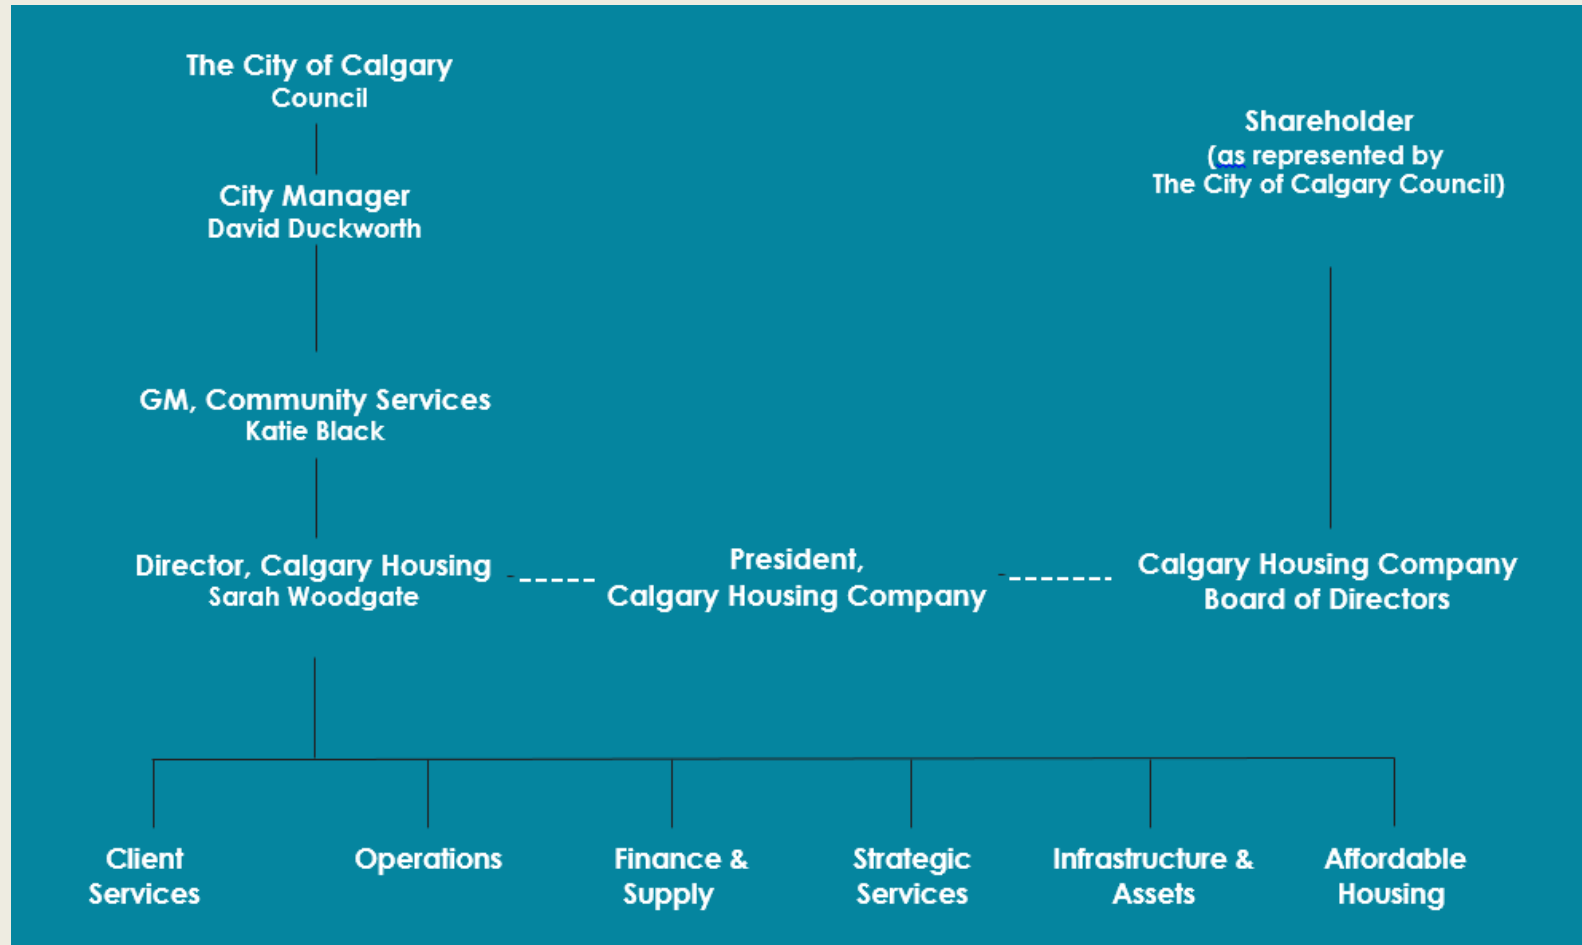 The City of Calgary
Council
Shareholder
(as represented by
The City of Calgary Council)
City Manager
David Duckworth
GM, Community Services
Katie Black
Director, Calgary Housing
Sarah Woodgate
President,
Calgary Housing Company
Calgary Housing Company
Board of Directors
Client
Services
Operations
Finance &
Supply
Strategic
Services
Infrastructure &
Assets
Affordable
Housing